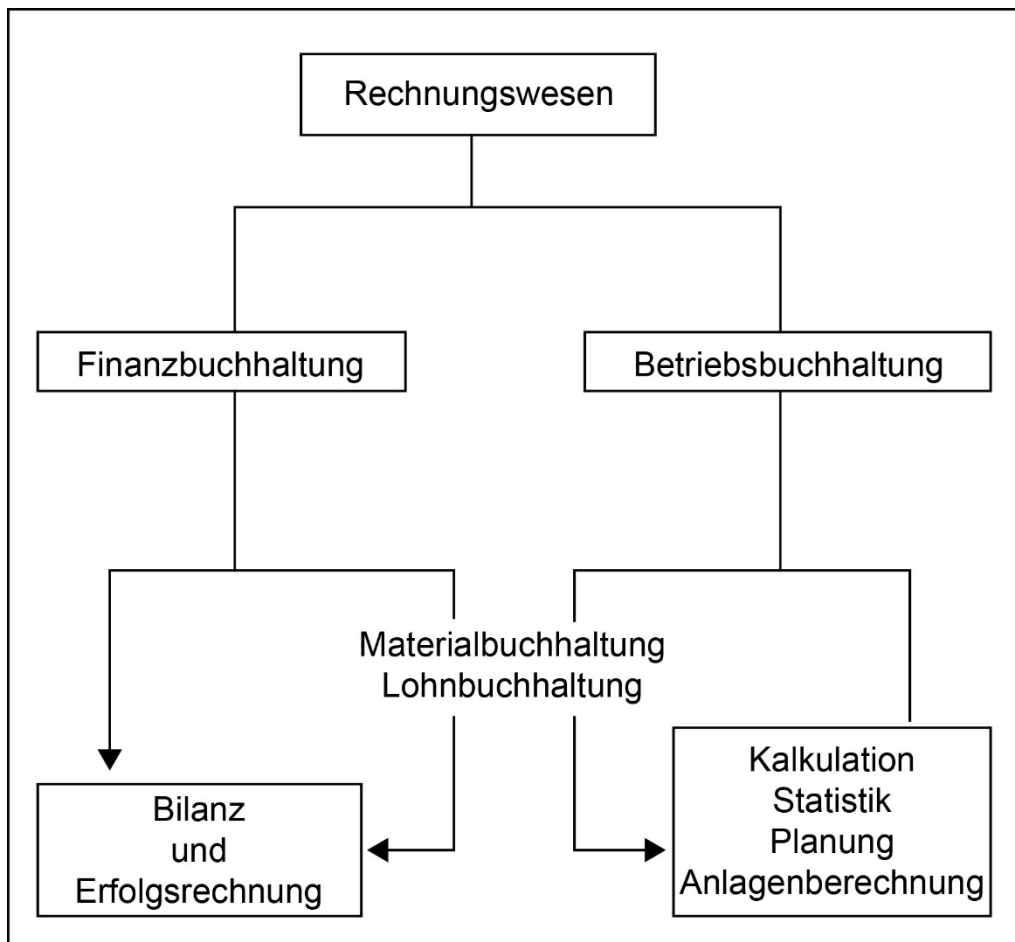 Rechnungswesen
Finanzbuchhaltung
Betriebsbuchhaltung
Materialbuchhaltung
Lohnbuchhaltung
Bilanz
und
Erfolgsrechnung
Kalkulation
Statistik
Planung
Anlagenberechnung